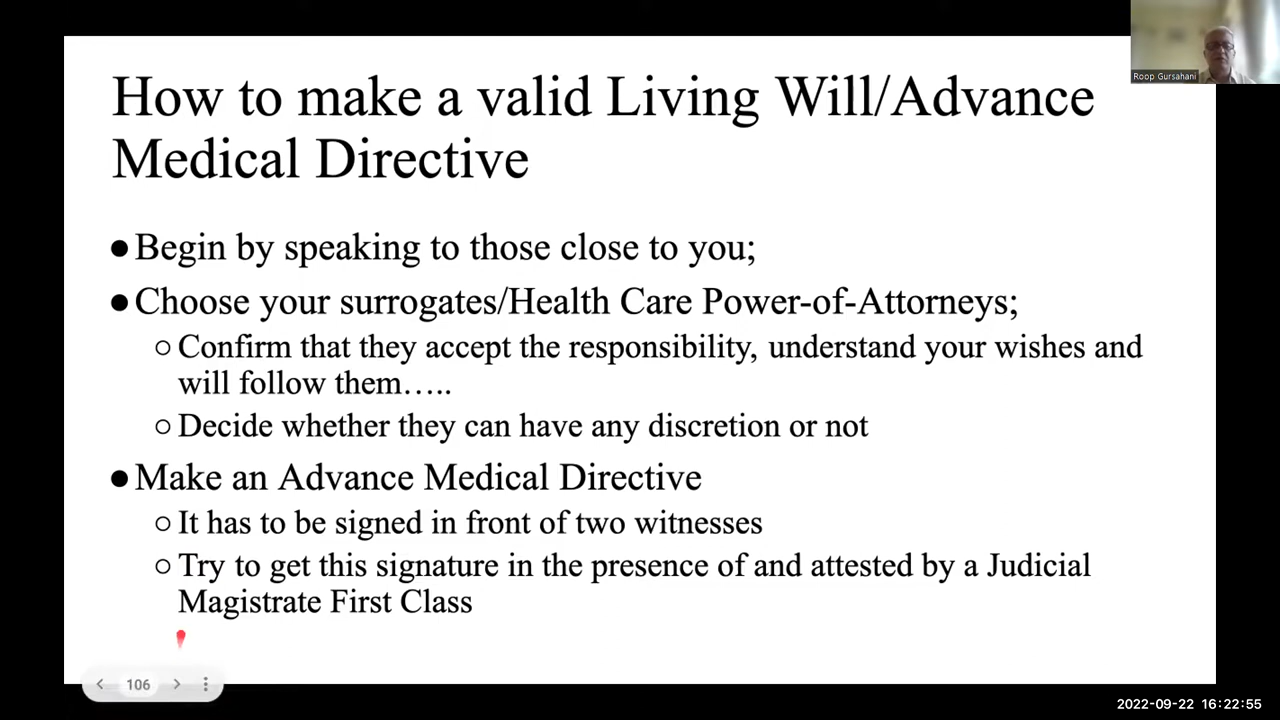 How to make a valid Living Will/Advance
Medical Directive
●Begin by speaking to those close to you;
●Choose your surrogates/Health Care Power-of-Attorneys;
○Confirm that they accept the responsibility, understand your wishes and
will follow them…..
○Decide whether they can have any discretion or not
●Make an Advance Medical Directive
○It has to be signed in front of two witnesses
○Try to get this signature in the presence of and attested by a Judicial
Magistrate First Class
Roop Gursahani
106
2022-09-22 16:22:55